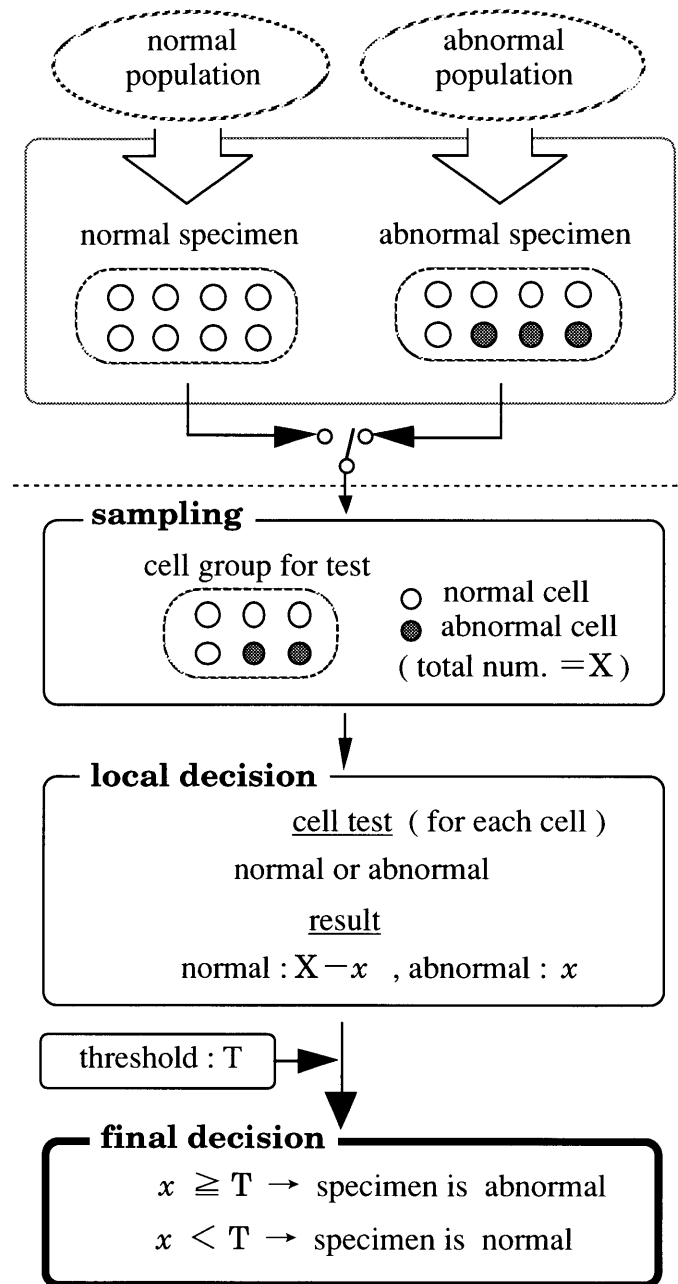 normal
population
abnormal
population
normal specimen
abnormal specimen
sampling
cell group for test
normal cell
abnormal cell
( total num. =X )
local decision
cell test ( for each cell )
normal or abnormal
result
normal : X-x , abnormal : x
threshold : T
final decision
x ≧ T → specimen is abnormal
x < T → specimen is normal